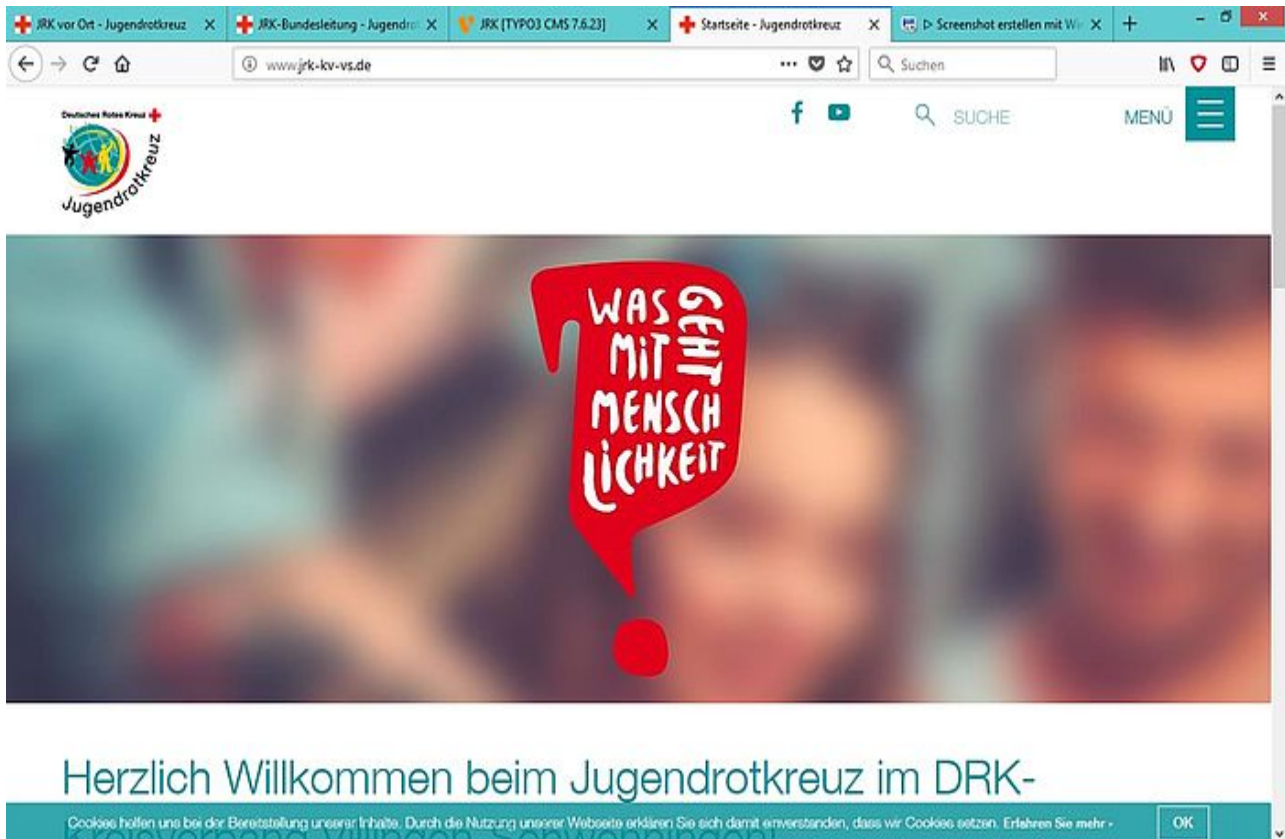 JRK vor Ort - Jugendrotkreuz
JRK-Bundesleitung - Jugendro
JRK [TYPO3 CMS 7.6.23]
Startseite - Jugendrotkreuz
Screenshot erstellen mit Wi
www.jrk-kv-vs.de
Suchen
Deutsches Rotes Kreuz
Jugendrotkreuz
SUCHE
MENÜ
WAS GEHT
MiT
MENSCH
LiCHKEiT
Herzlich Willkommen beim Jugendrotkreuz im DRK-
Cookies helfen uns bei der Bereitstellung unserer Inhalte. Durch die Nutzung unserer Webseite erklären Sie sich damit einverstanden, dass wir Cookies setzen. Erfahren Sie mehr
OK